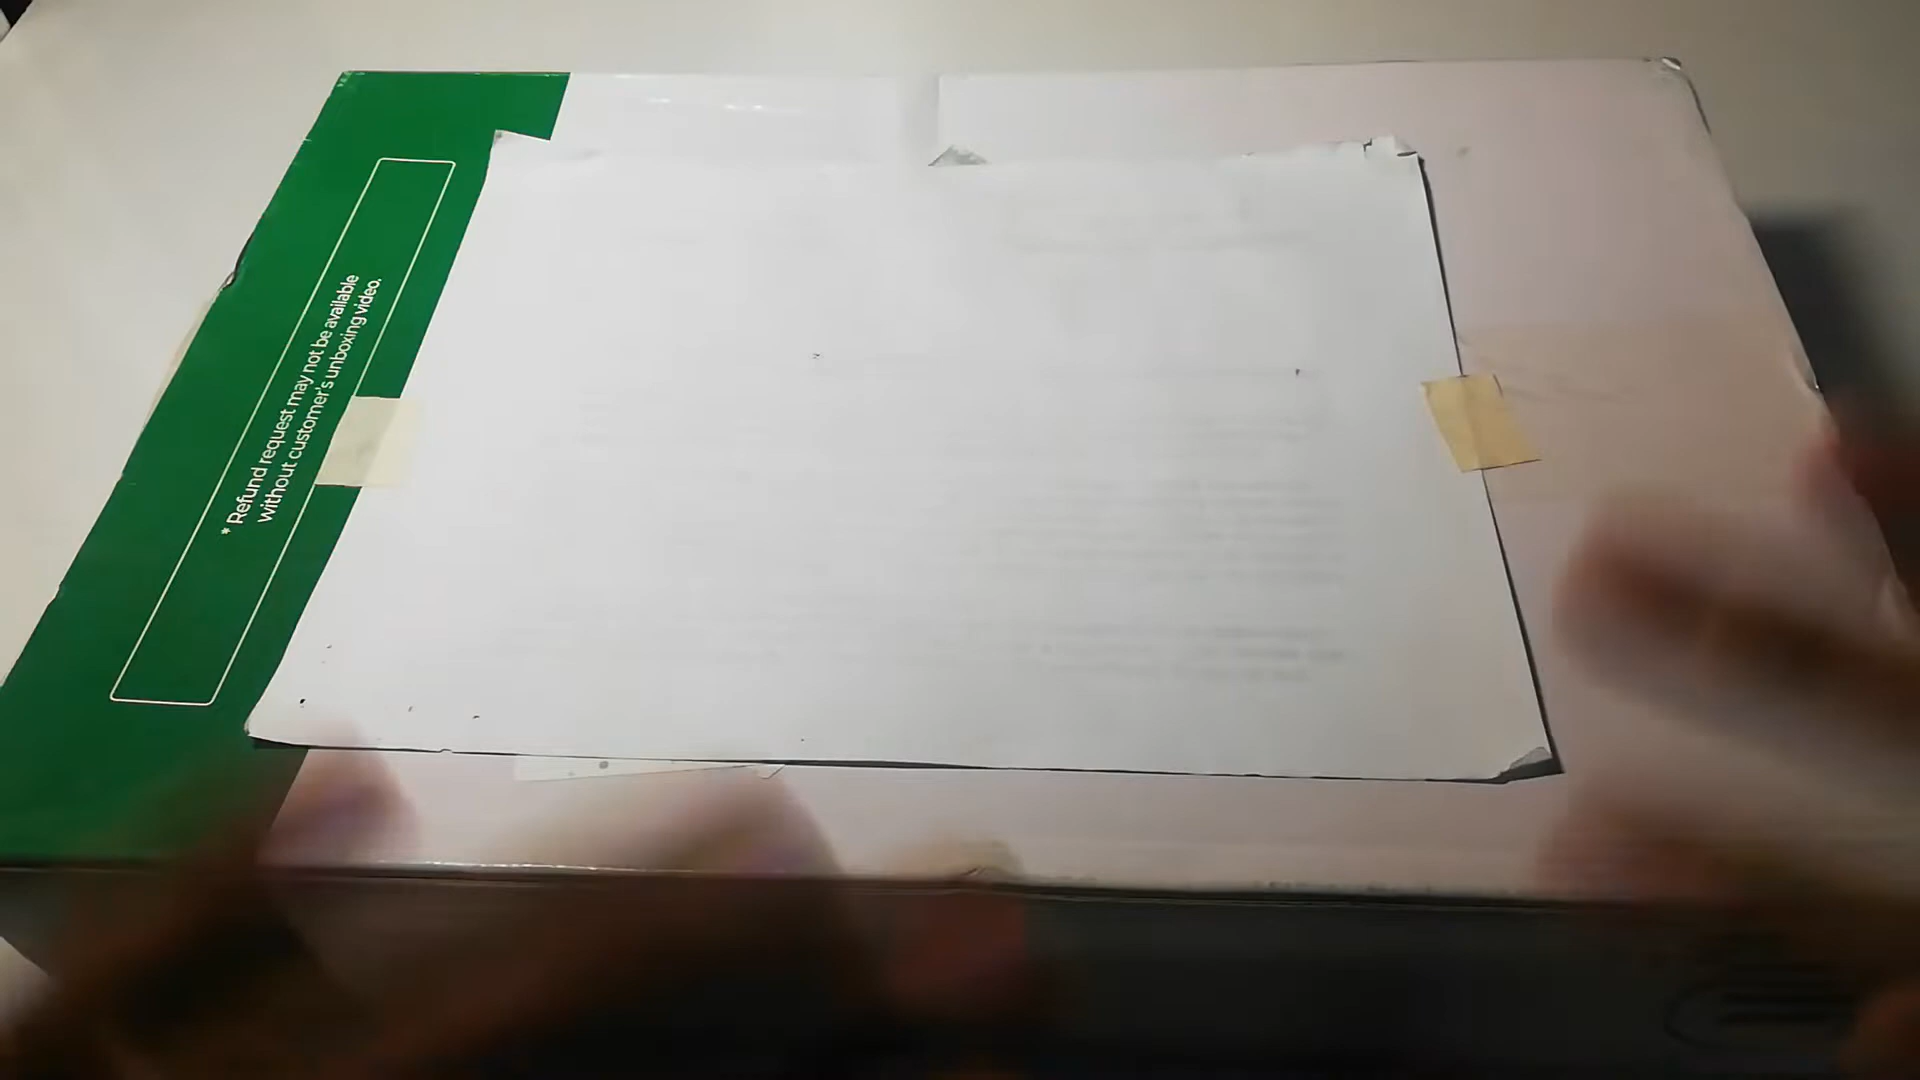 * Refund request may not be available
without customer's unboxing video.